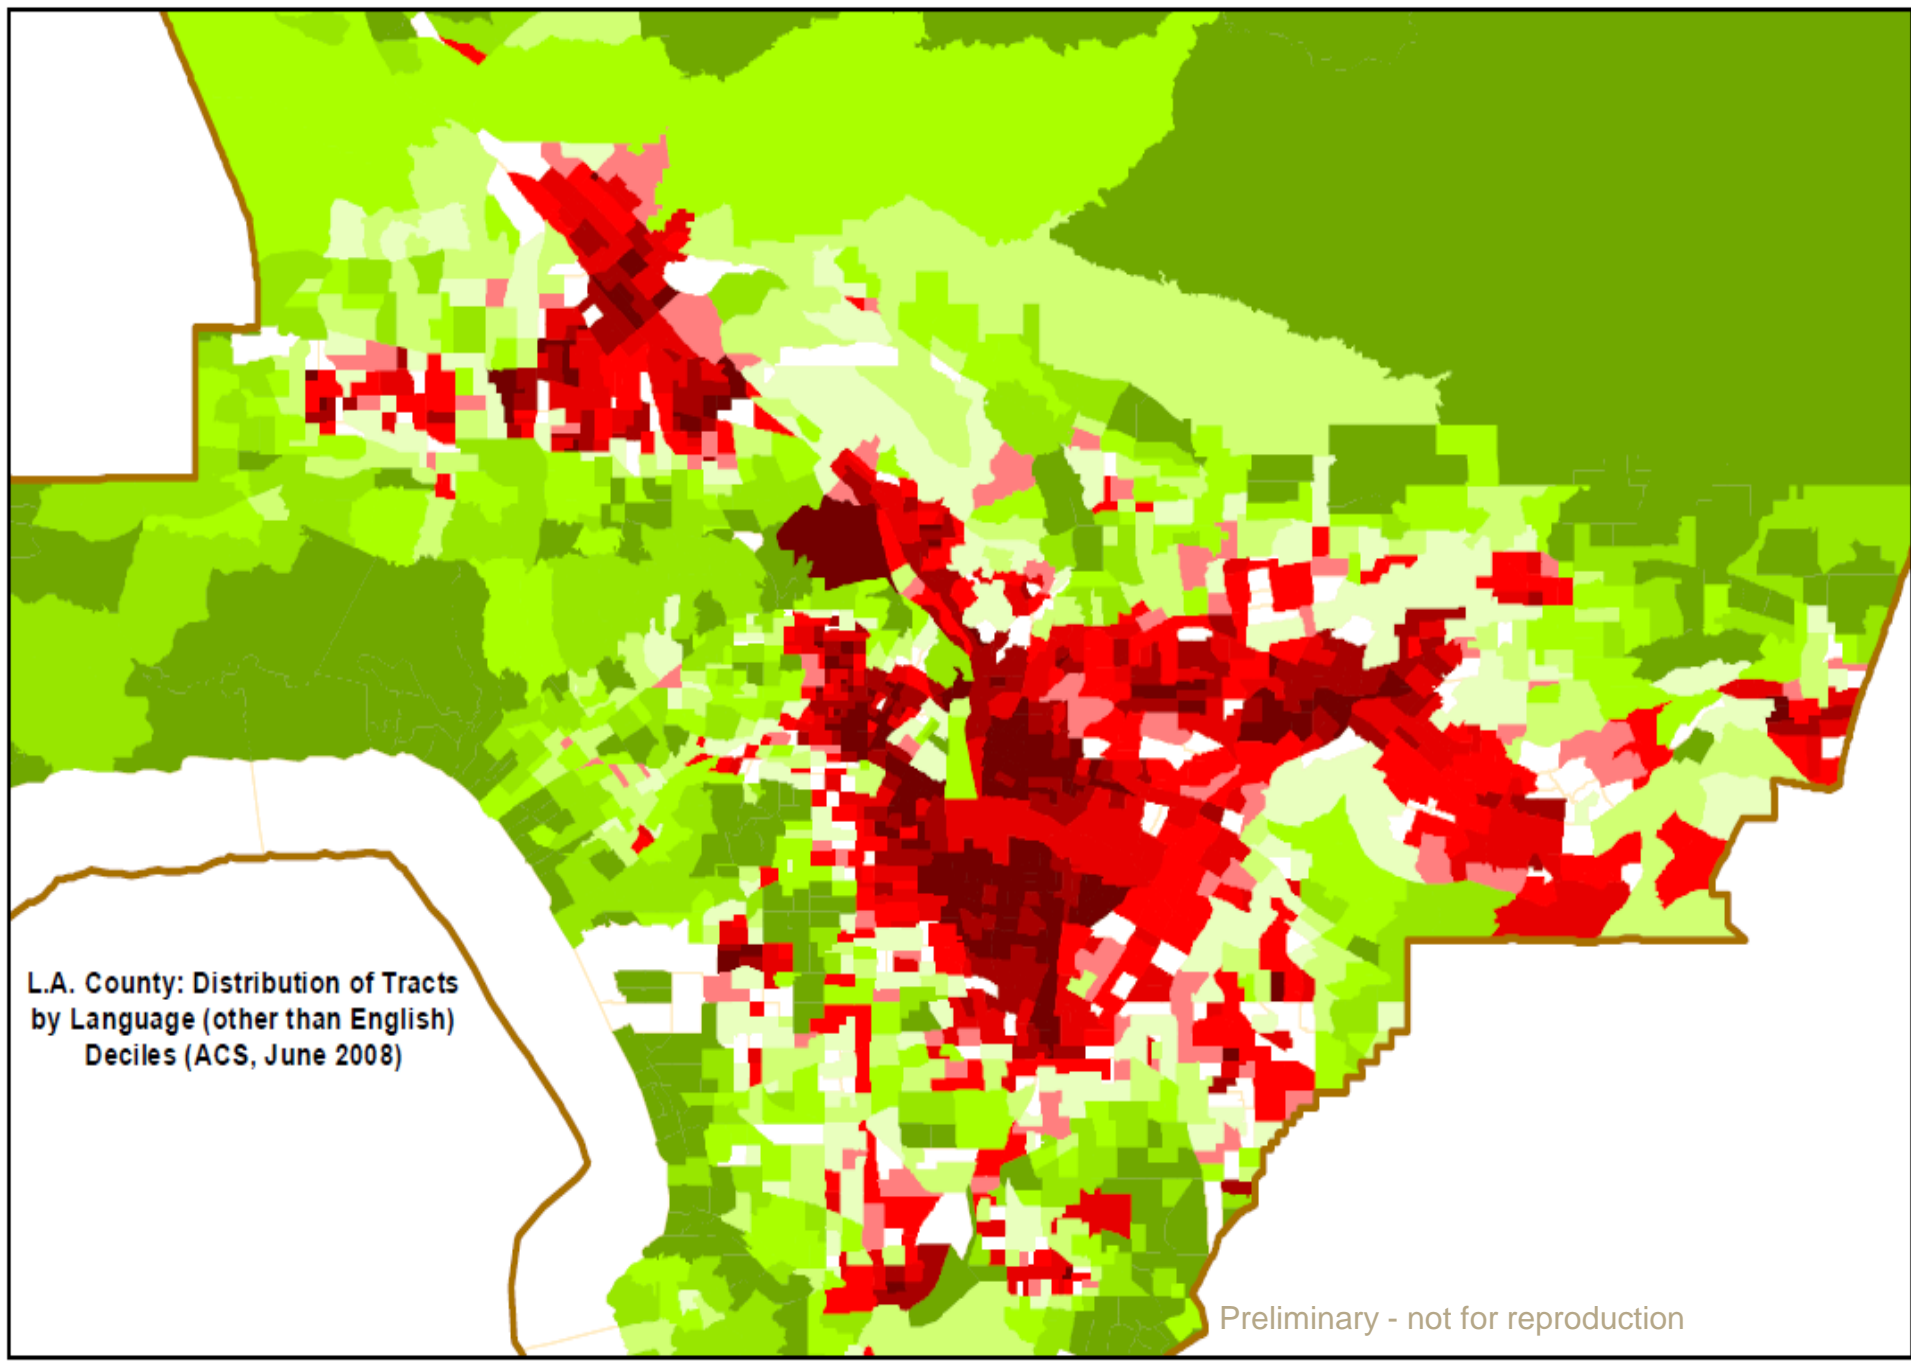 L.A. County: Distribution of Tracts
by Language (other than English)
Deciles (ACS, June 2008)
Preliminary - not for reproduction